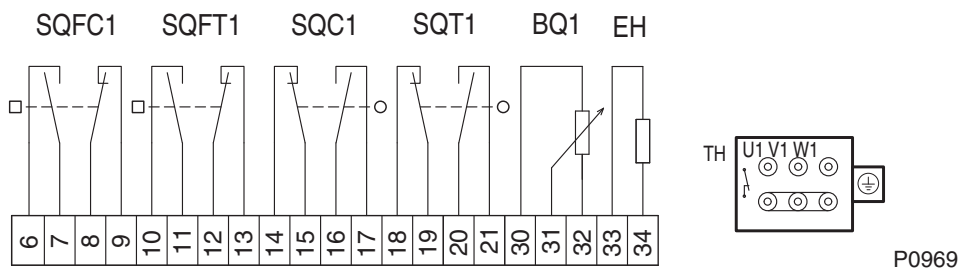 SQFC1 SQFT1 SQC1 SQT1 BQ1 EH
TH U1 V1 W1
6 7 8 9 10 11 12 13 14 15 16 17 18 19 20 21 30 31 32 33 34
P0969